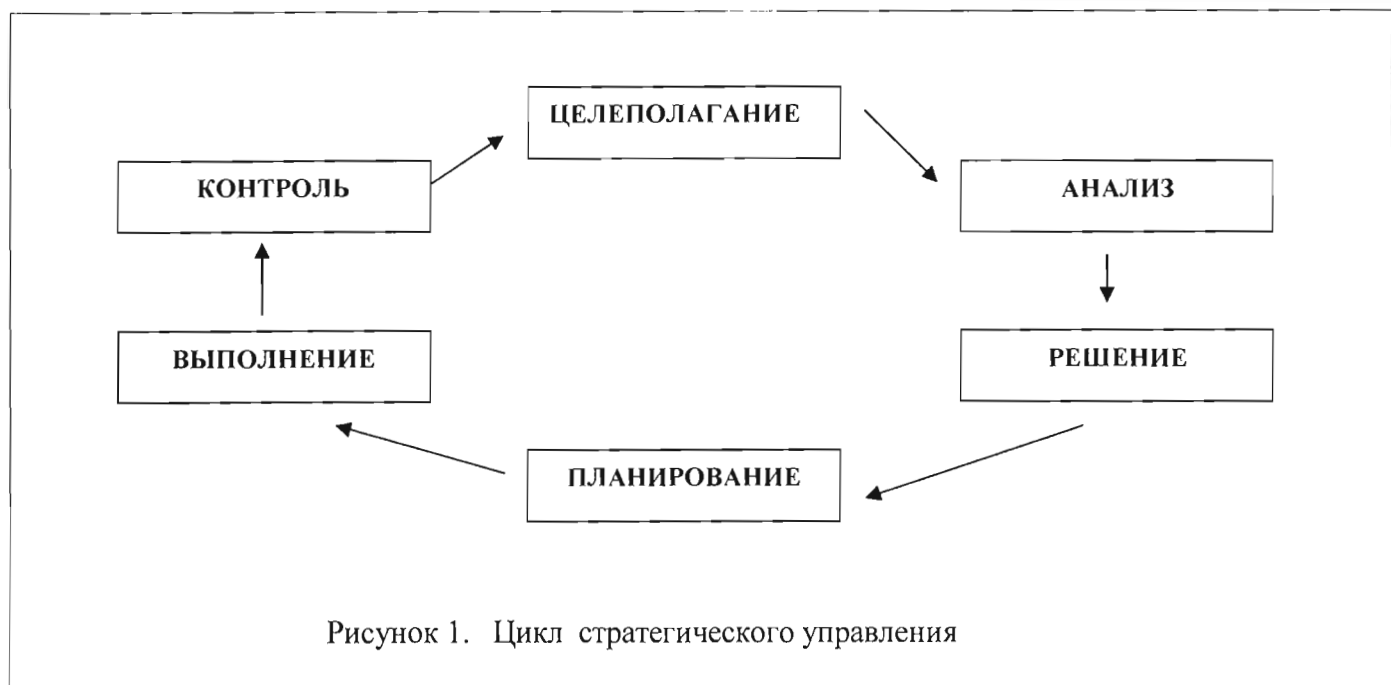 ЦЕЛЕПОЛАГАНИЕ
КОНТРОЛЬ
АНАЛИЗ
ВЫПОЛНЕНИЕ
РЕШЕНИЕ
ПЛАНИРОВАНИЕ
Рисунок 1. Цикл стратегического управления